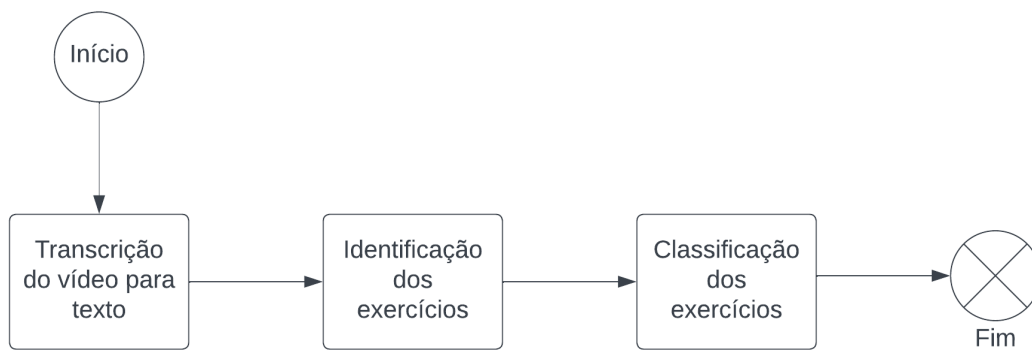 Início
Transcrição
do vídeo para
texto
Identificação
dos
exercícios
Classificação
dos
exercícios
Fim